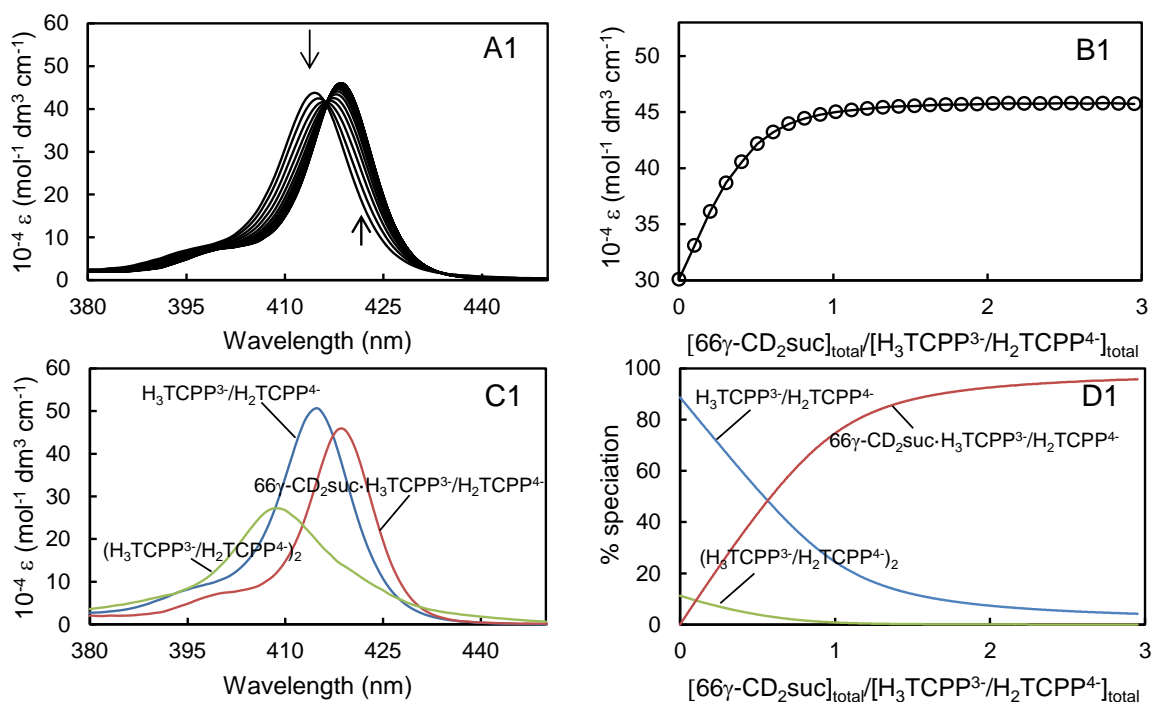 A1
60
50
40
30
20
10
0
380 395 410 425 440
10⁻⁴ ε (mol⁻¹ dm³ cm⁻¹)
Wavelength (nm)
B1
50
45
40
35
30
0 1 2 3
10⁻⁴ ε (mol⁻¹ dm³ cm⁻¹)
[66γ-CD₂suc]total/[H₃TCPP³⁻/H₂TCPP⁴⁻]total
C1
60
50
40
30
20
10
0
380 395 410 425 440
10⁻⁴ ε (mol⁻¹ dm³ cm⁻¹)
Wavelength (nm)
H₃TCPP³⁻/H₂TCPP⁴⁻
66γ-CD₂suc·H₃TCPP³⁻/H₂TCPP⁴⁻
(H₃TCPP³⁻/H₂TCPP⁴⁻)₂
D1
100
80
60
40
20
0
0 1 2 3
% speciation
H₃TCPP³⁻/H₂TCPP⁴⁻
66γ-CD₂suc·H₃TCPP³⁻/H₂TCPP⁴⁻
(H₃TCPP³⁻/H₂TCPP⁴⁻)₂
[66γ-CD₂suc]total/[H₃TCPP³⁻/H₂TCPP⁴⁻]total